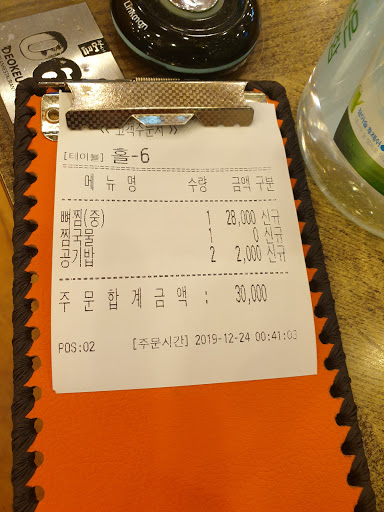 Unikorign
DEOKEU
<< 고객주문서 >>
[테이블] 홀-6
메 뉴 명 수량 금액 구분
뼈찜(중) 1 28,000 신규
찜국물 1 0 신규
공기밥 2 2,000 신규
주 문 합 계 금 액 : 30,000
POS:02 [주문시간] 2019-12-24 00:41:03